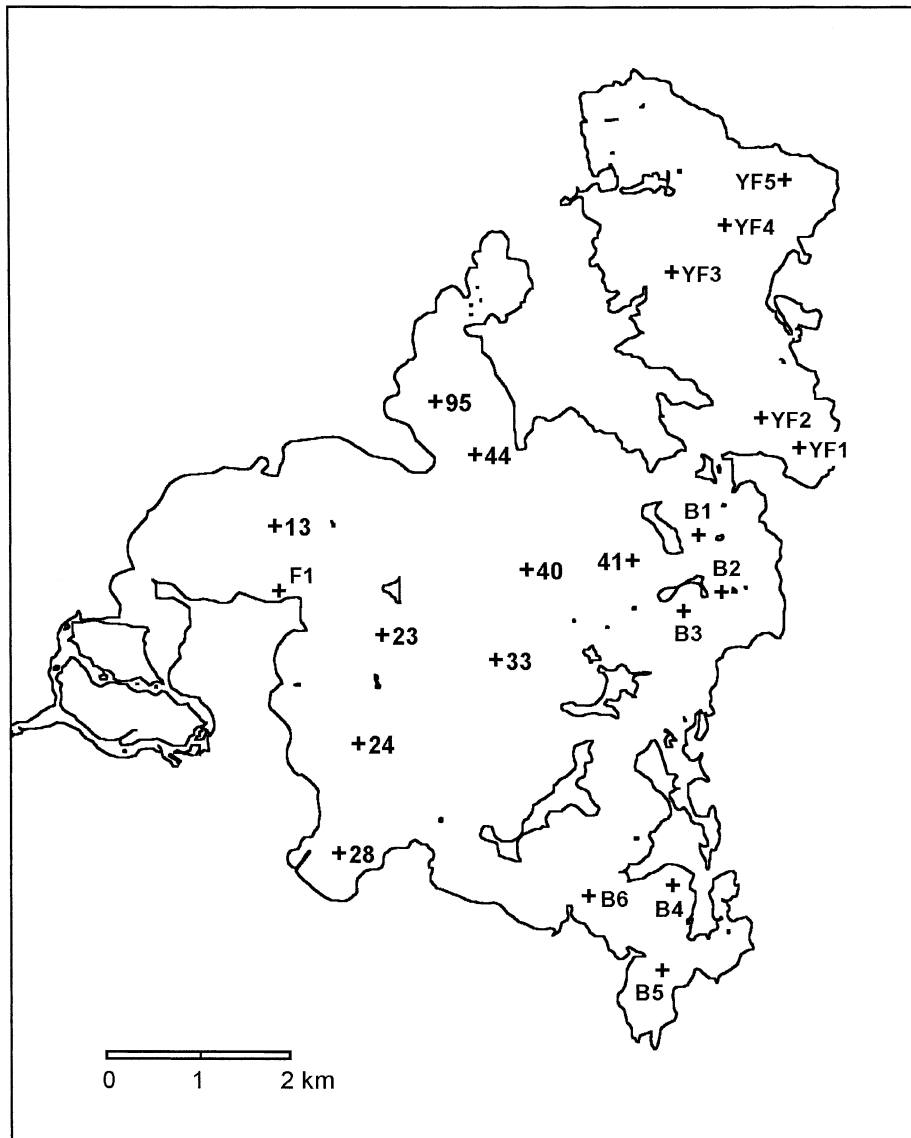 YF5+
+YF4
+YF3
+95
+YF2
+44
+YF1
B1
+
+13
41+
+40
B2
+
F1
+
+
B3
+23
+33
+24
+28
+B6
+
B4
+
B5
0 1 2 km